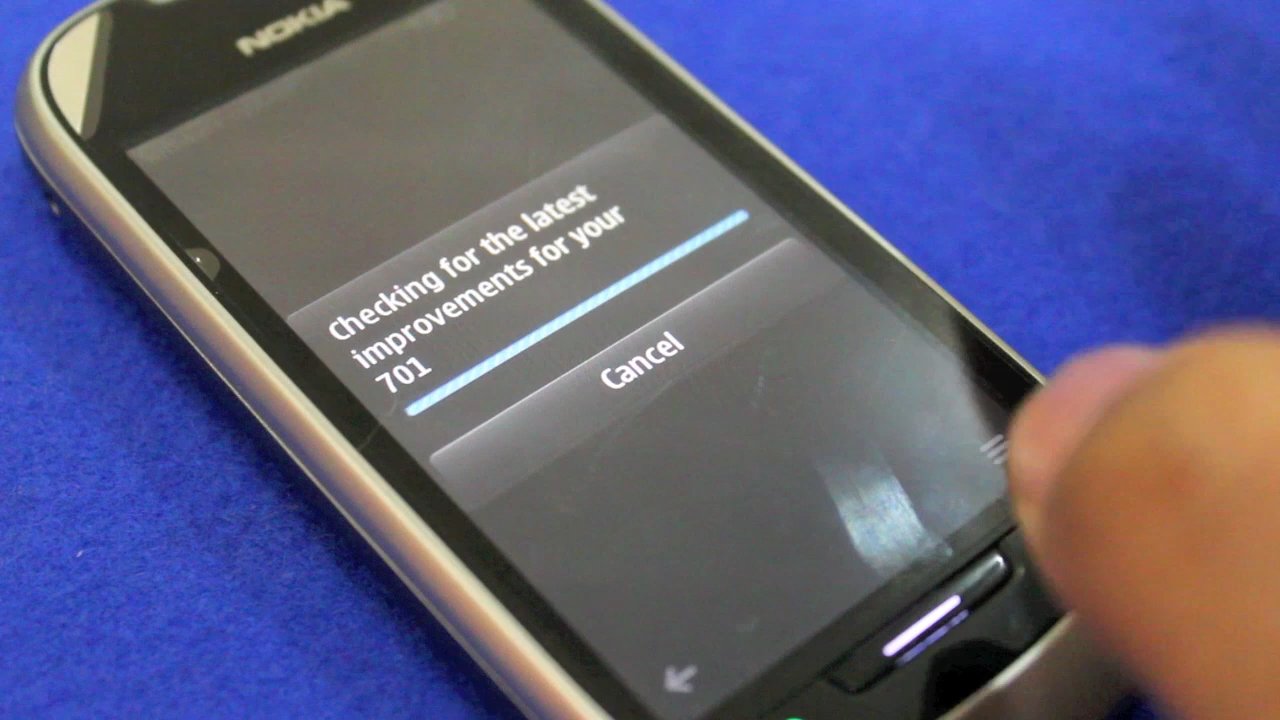 NOKIA
Checking for the latest
improvements for your
701
Cancel